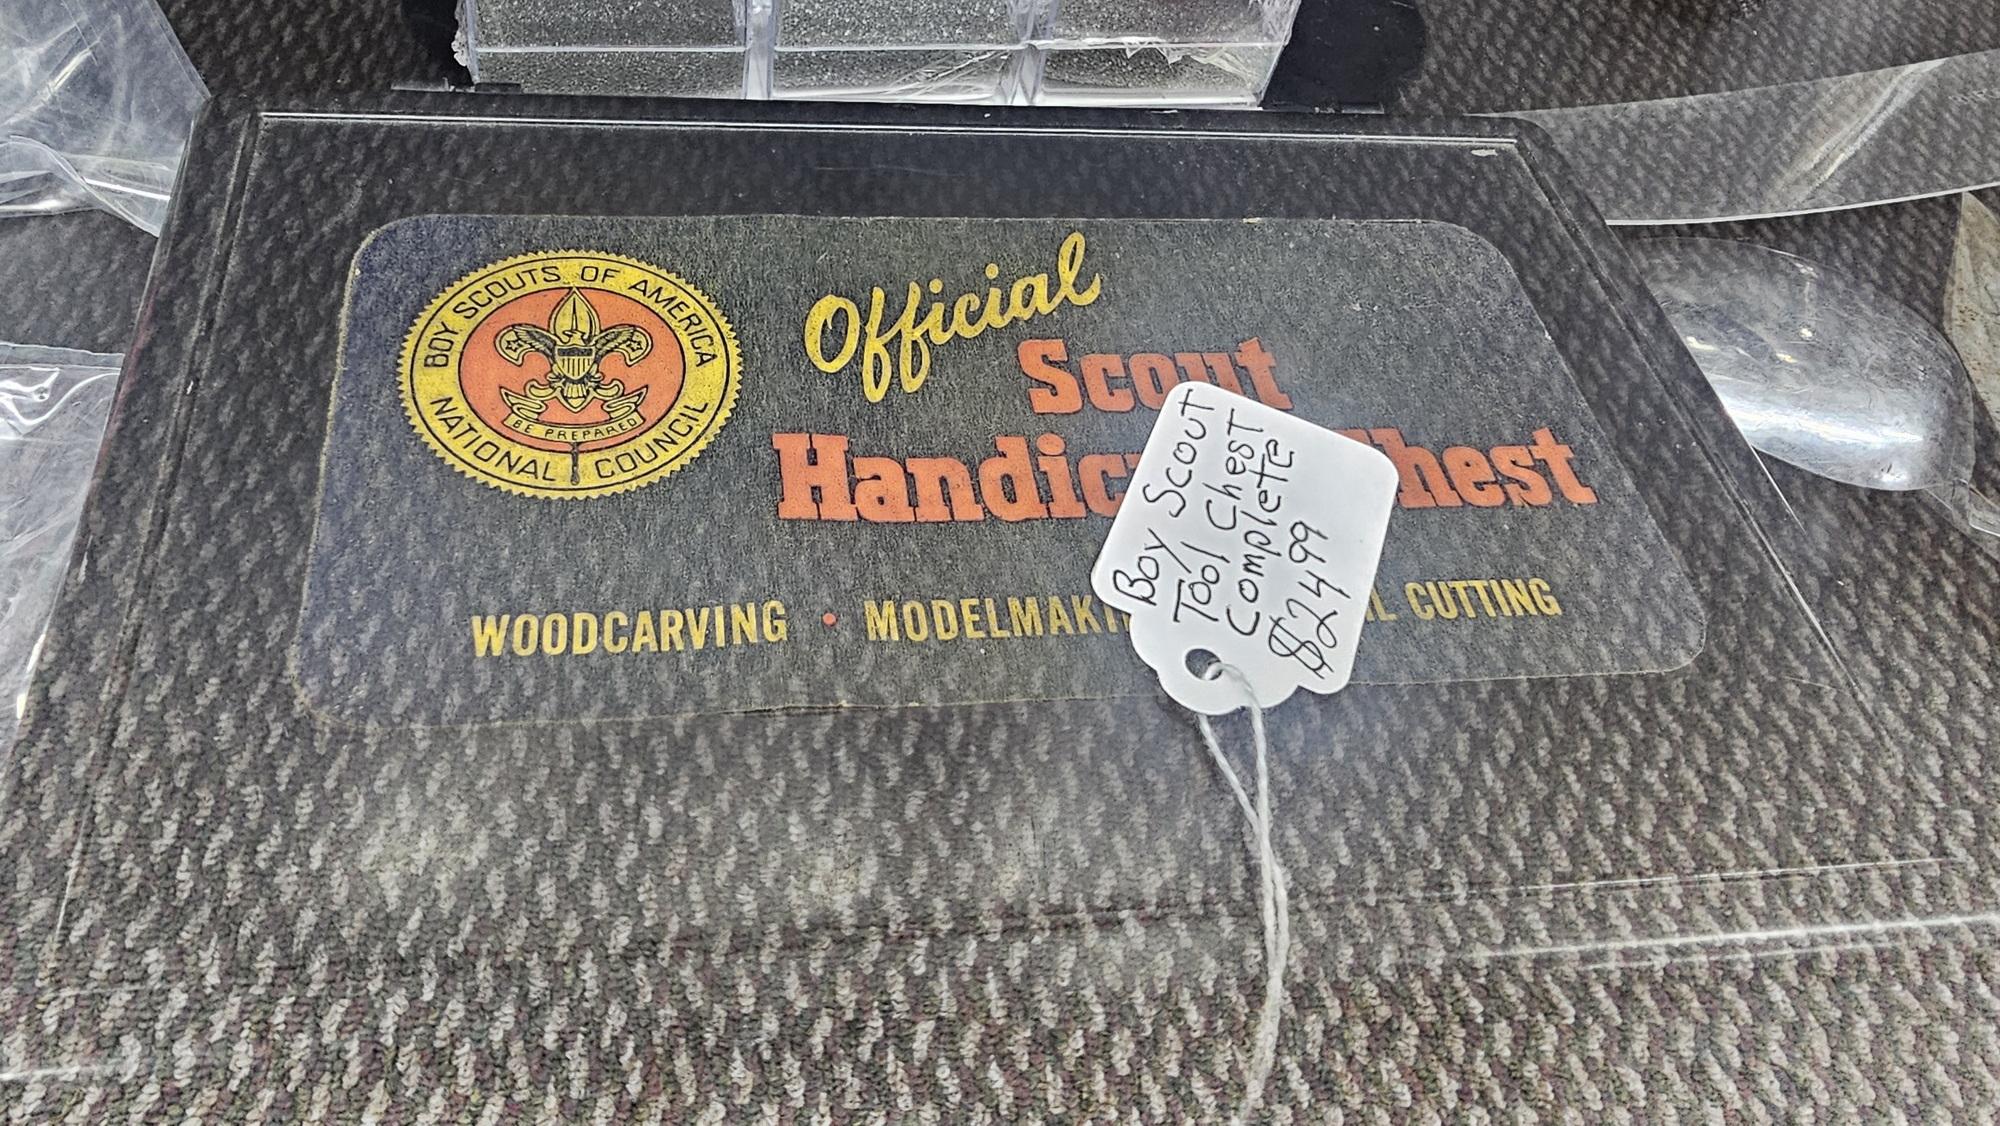 BOY SCOUTS OF AMERICA
NATIONAL COUNCIL
BE PREPARED
Official
Scout
Handic hest
WOODCARVING • MODELMAKI L CUTTING
Boy Scout
Tool Chest
Complete
$24.99